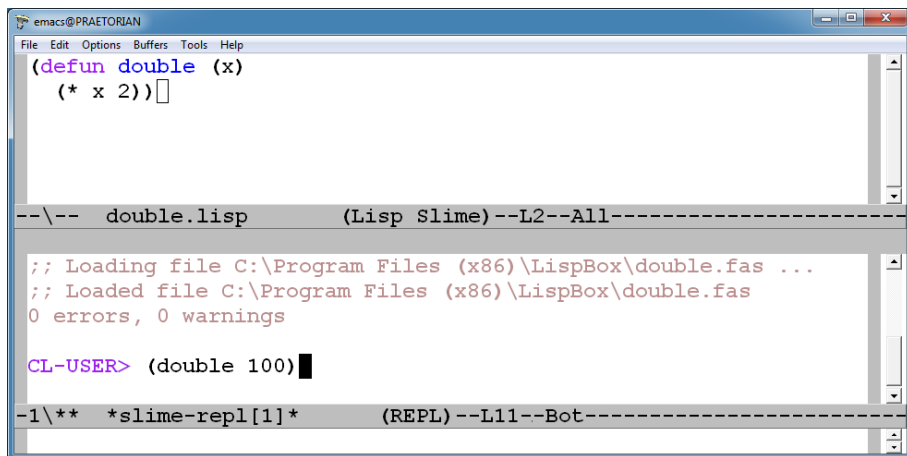 emacs@PRAETORIAN
File Edit Options Buffers Tools Help
(defun double (x)
  (* x 2))
--\-- double.lisp (Lisp Slime)--L2--All-----------------------
;; Loading file C:\Program Files (x86)\LispBox\double.fas ...
;; Loaded file C:\Program Files (x86)\LispBox\double.fas
0 errors, 0 warnings
CL-USER> (double 100)
-1\** *slime-repl[1]* (REPL)--L11--Bot-------------------------